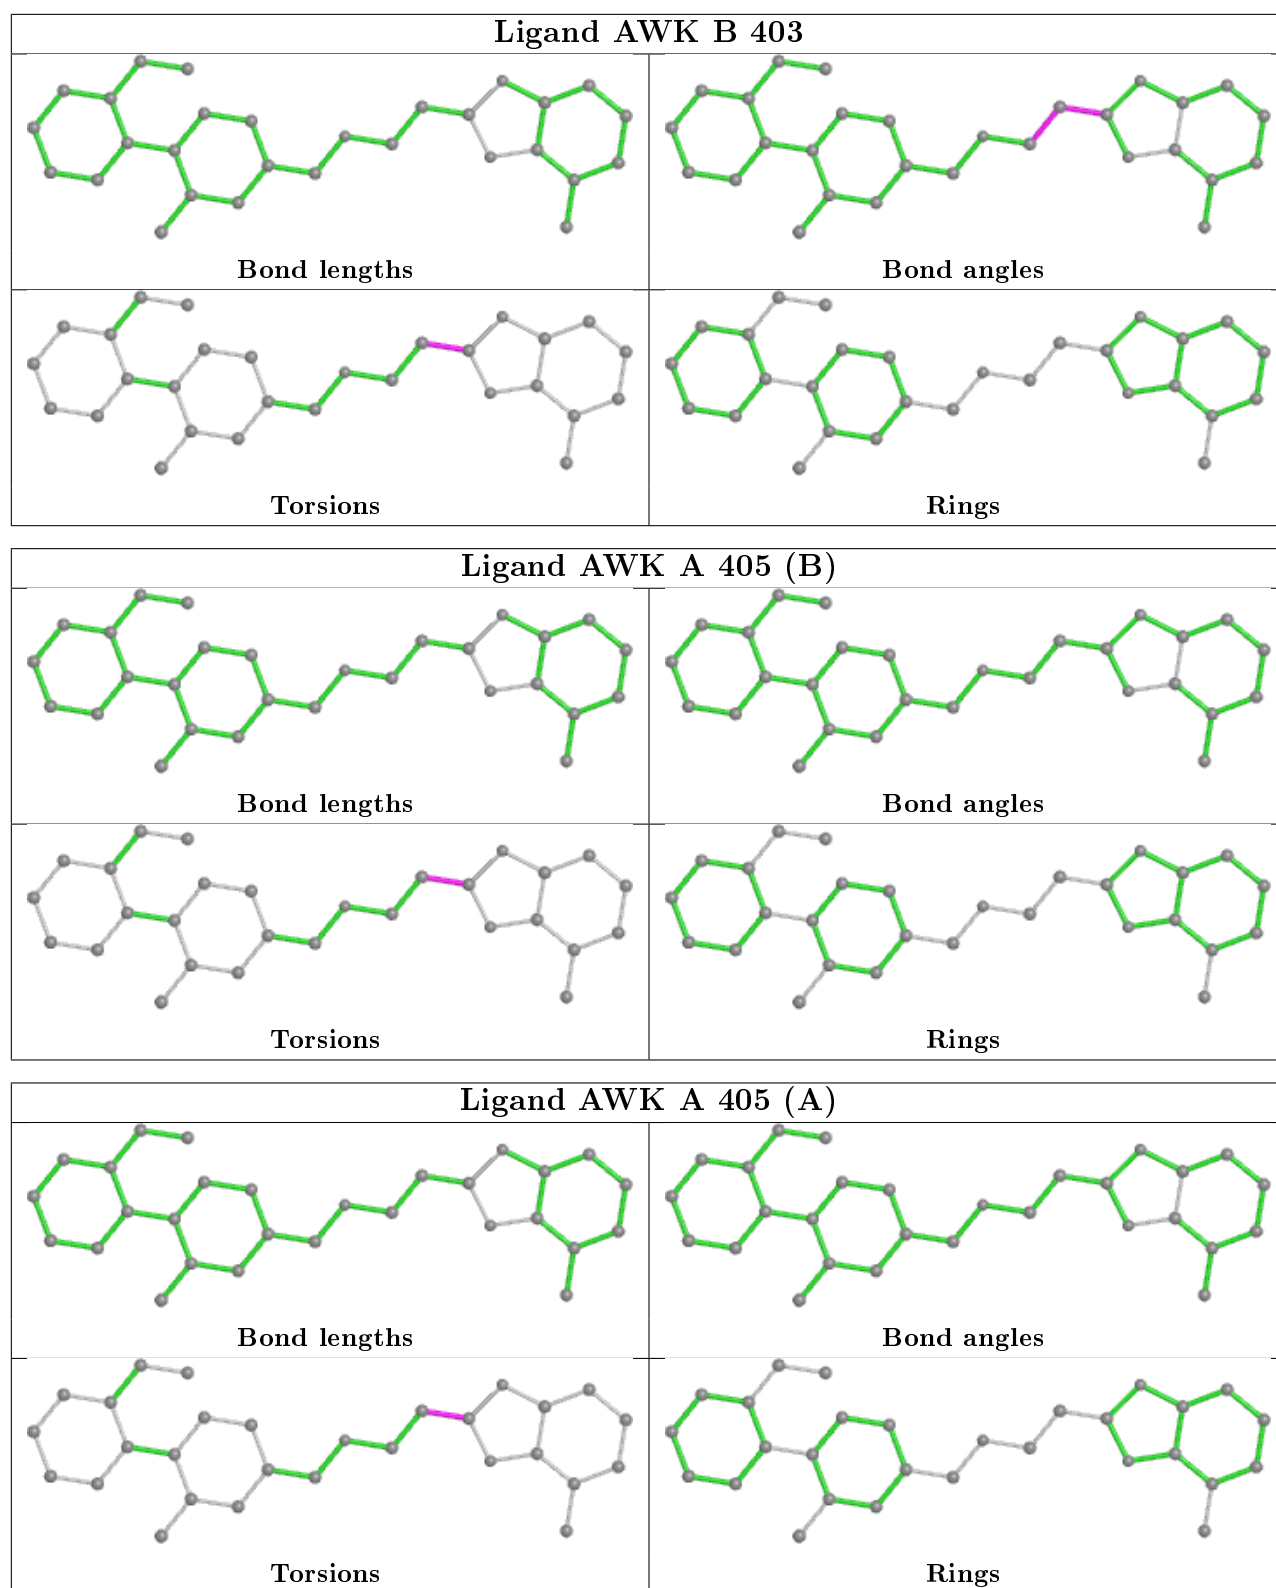 Ligand AWK B 403
Bond lengths
Bond angles
Torsions
Rings
Ligand AWK A 405 (B)
Bond lengths
Bond angles
Torsions
Rings
Ligand AWK A 405 (A)
Bond lengths
Bond angles
Torsions
Rings